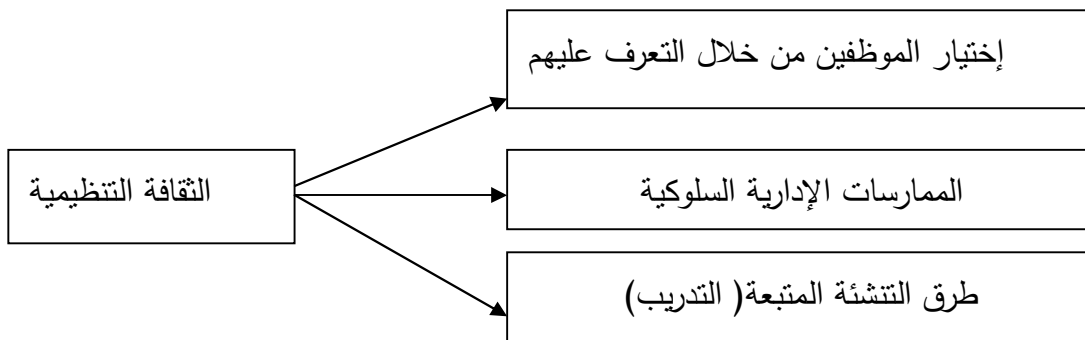 إختيار الموظفين من خلال التعرف عليهم
الثقافة التنظيمية
الممارسات الإدارية السلوكية
طرق التنشئة المتبعة( التدريب)